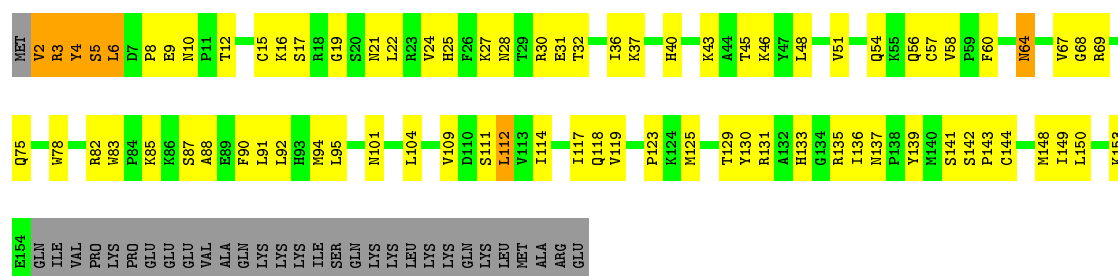 MET V2 R3 Y4 S5 L6 D7 P8 E9 N10 P11 T12 C15 K16 S17 R18 G19 S20 N21 L22 R23 V24 H25 F26 K27 N28 T29 R30 E31 T32 I36 K37 H40 K43 A44 T45 K46 Y47 L48 V51 Q54 K55 Q56 C57 V58 P59 F60 N64 V67 G68 R69
Q75 W78 R82 W83 P84 K85 K86 S87 A88 E89 F90 L91 L92 H93 M94 L95 N101 L104 V109 D110 S111 L112 V113 I114 I117 Q118 V119 P123 K124 M125 T129 Y130 R131 A132 H133 G134 R135 I136 N137 P138 Y139 M140 S141 S142 P143 C144 M148 I149 L150 K153
E154 GLN ILE VAL PRO LYS PRO GLU GLU GLU VAL ALA GLN LYS LYS LYS ILE SER GLN LYS LYS LEU LYS LYS GLN LYS LEU MET ALA ARG GLU